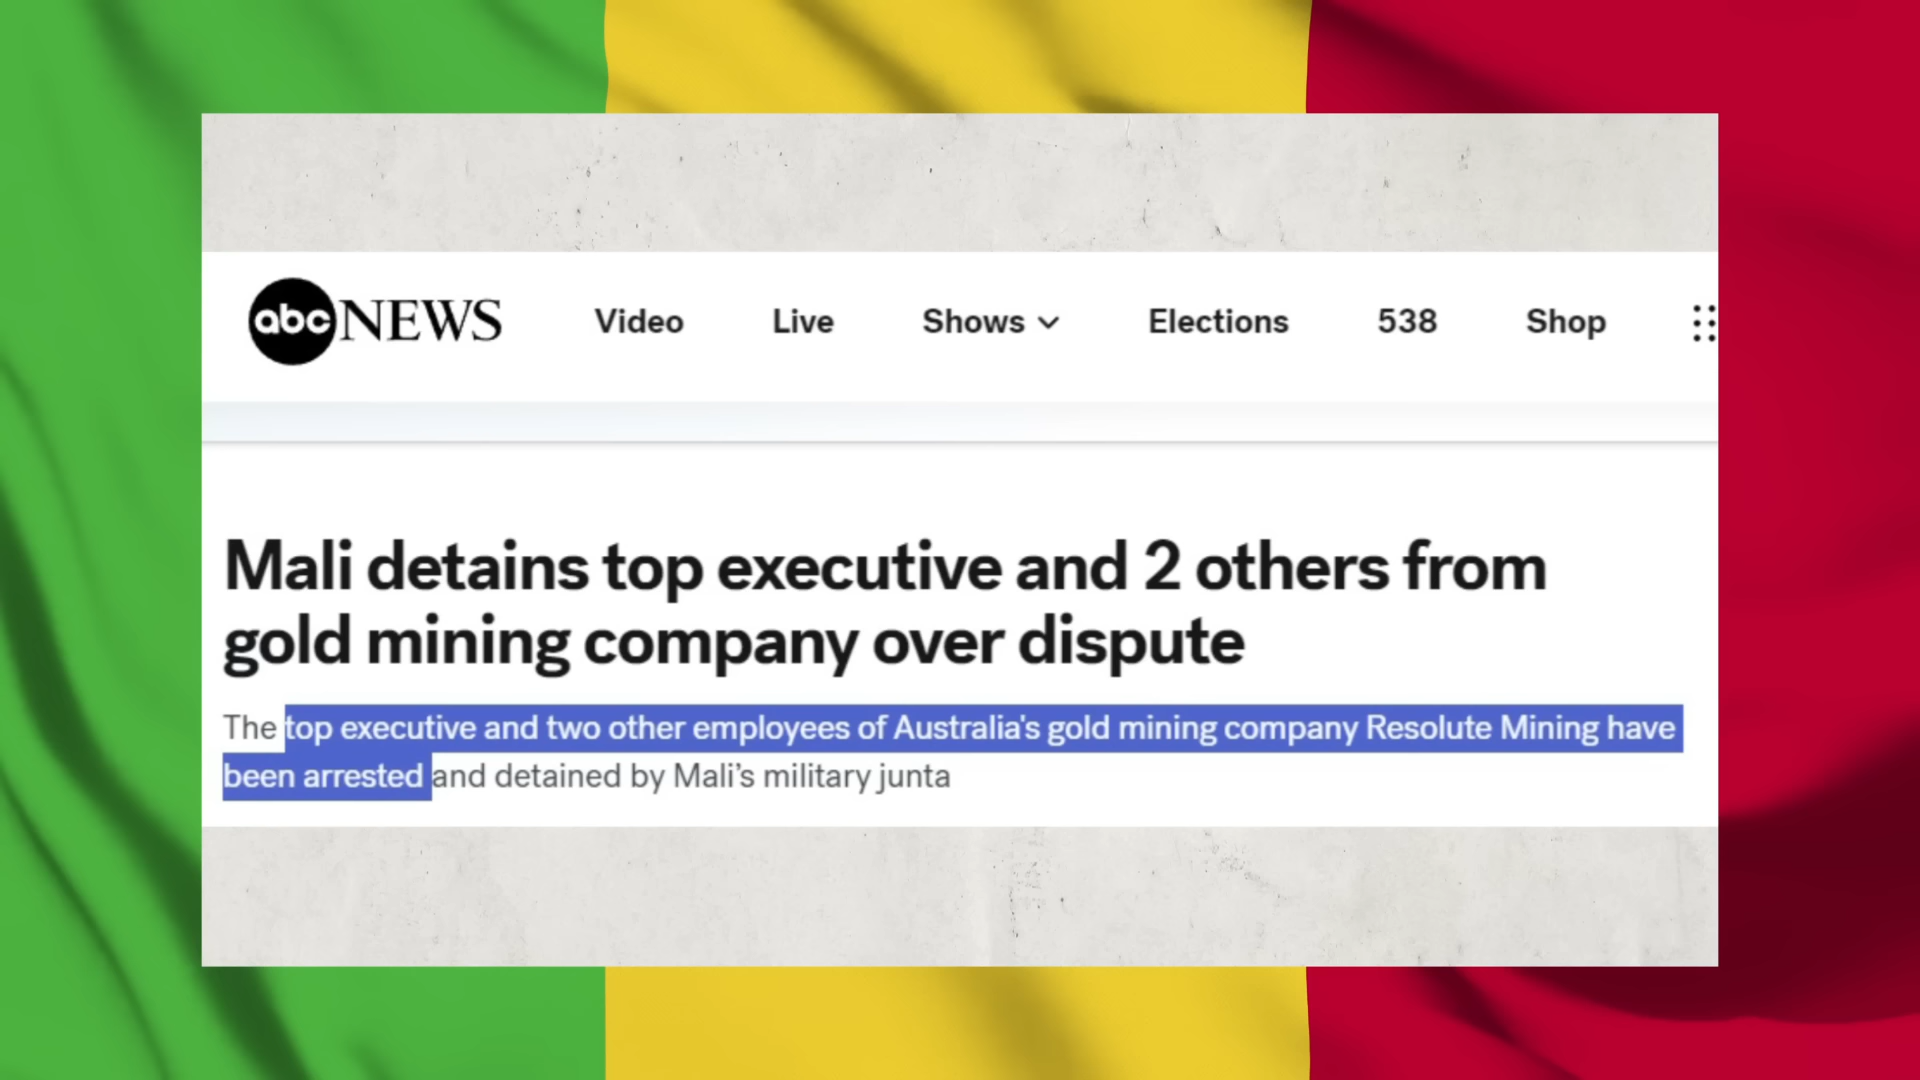 abc NEWS Video Live Shows Elections 538 Shop
Mali detains top executive and 2 others from
gold mining company over dispute
The top executive and two other employees of Australia's gold mining company Resolute Mining have
been arrested and detained by Mali’s military junta